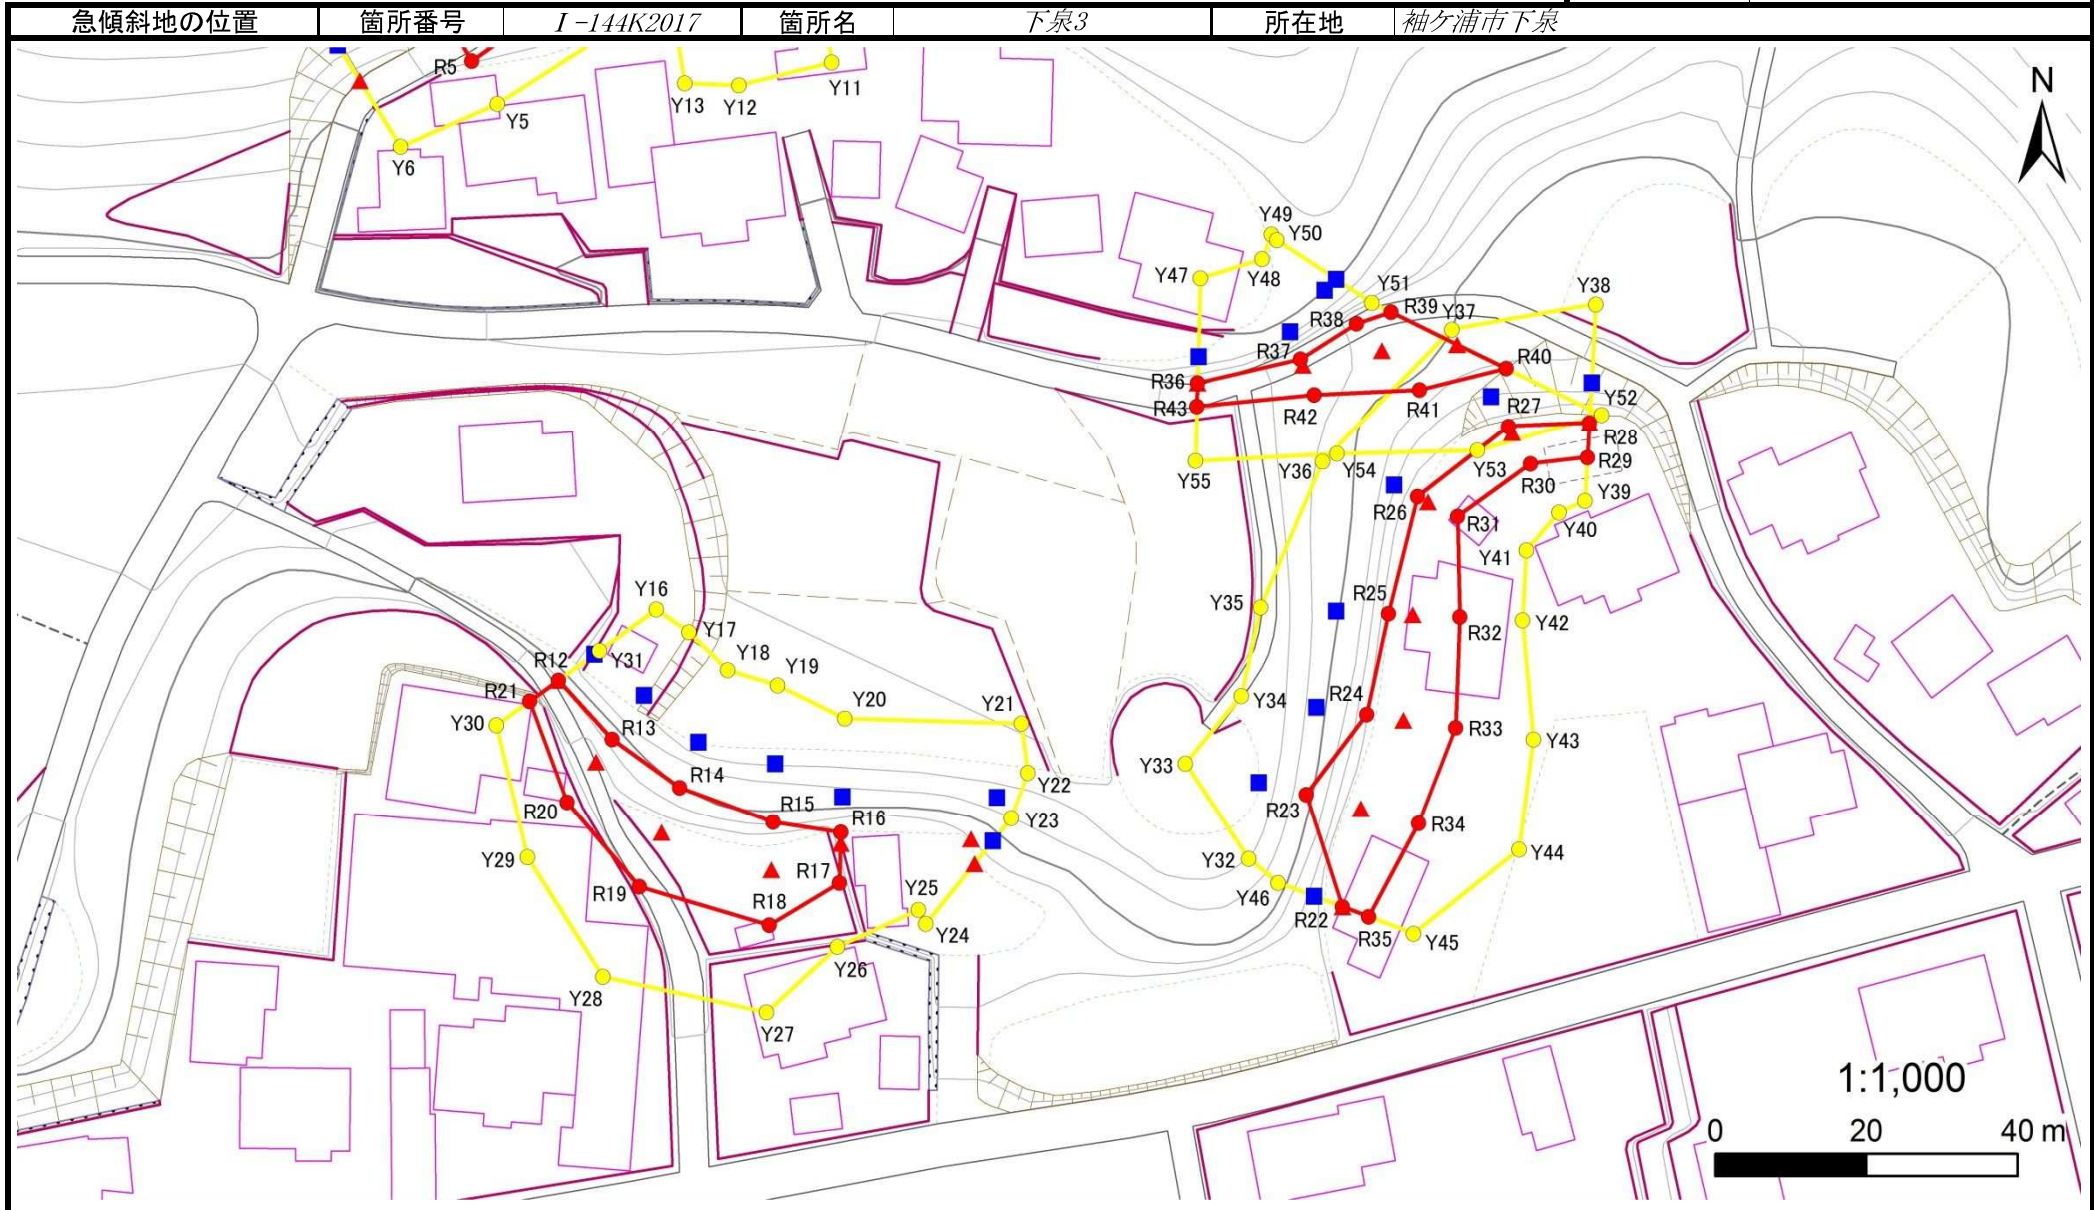 急傾斜地の位置 箇所番号 I-144K2017 箇所名 下泉3 所在地 袖ケ浦市下泉
R5
Y13 Y12 Y11
Y5
Y6
N
Y49
Y50
Y47 Y48
Y51 R39 Y37 Y38
R38
R37
R36 R40
R43 R42 R41 R27 Y52
R28
Y55 Y36 Y54 Y53 R29
R30 Y39
R26 R31 Y40
Y41
Y16 Y35 R25
Y17 R32 Y42
R12 Y31 Y18
R21 Y19
Y30 R13 Y20 Y21 Y34 R24
R33 Y43
R14 Y22 Y33
R20 R15 R16 Y23 R23 R34
Y29 Y32 Y44
R19 R17 Y46
R18 Y25 R22 R35 Y45
Y24
Y26
Y28
Y27
1:1,000
0 20 40 m